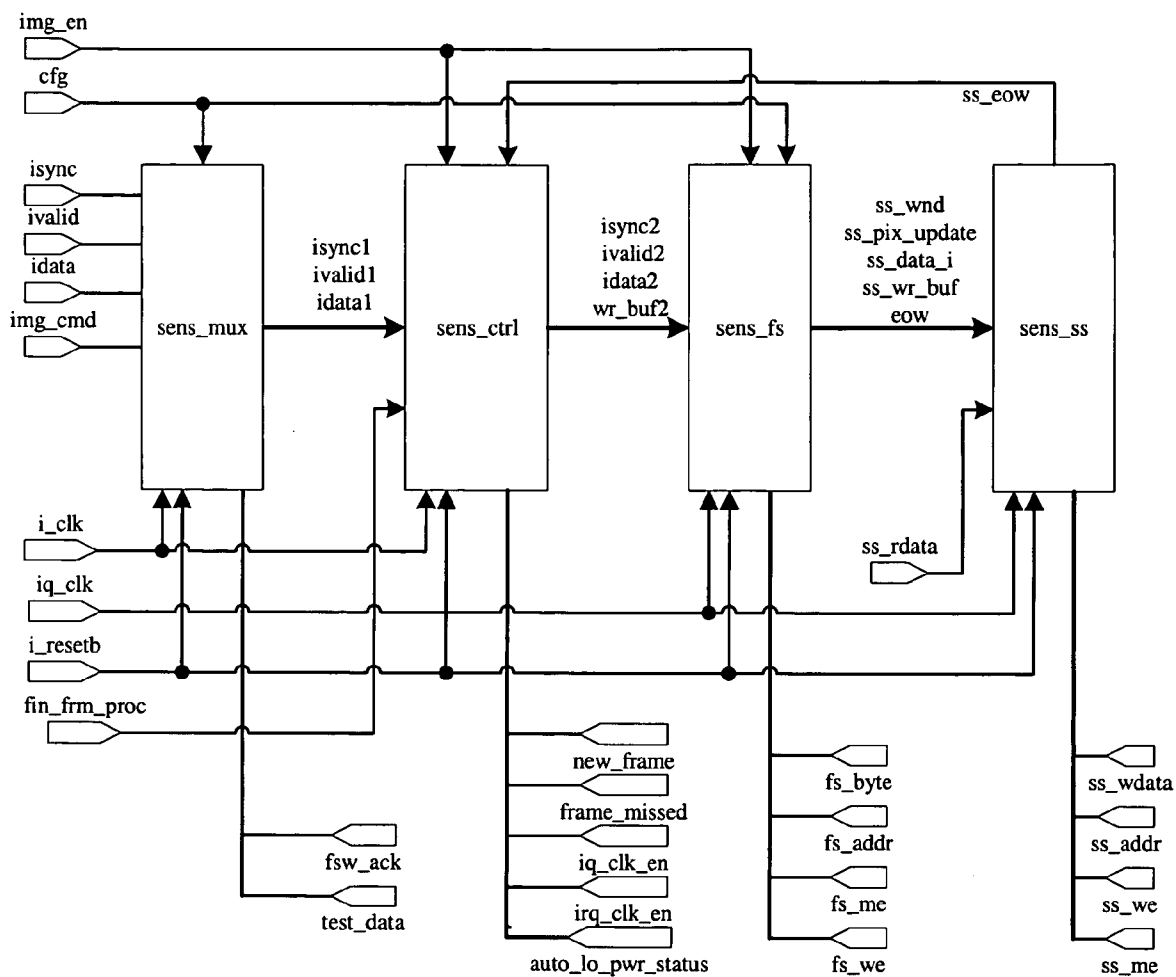 img_en
cfg
ss_eow
isync
ivalid
idata
img_cmd
sens_mux
isync1
ivalid1
idata1
sens_ctrl
isync2
ivalid2
idata2
wr_buf2
sens_fs
ss_wnd
ss_pix_update
ss_data_i
ss_wr_buf
eow
sens_ss
i_clk
iq_clk
i_resetb
fin_frm_proc
ss_rdata
new_frame
frame_missed
iq_clk_en
irq_clk_en
auto_lo_pwr_status
fsw_ack
test_data
fs_byte
fs_addr
fs_me
fs_we
ss_wdata
ss_addr
ss_we
ss_me